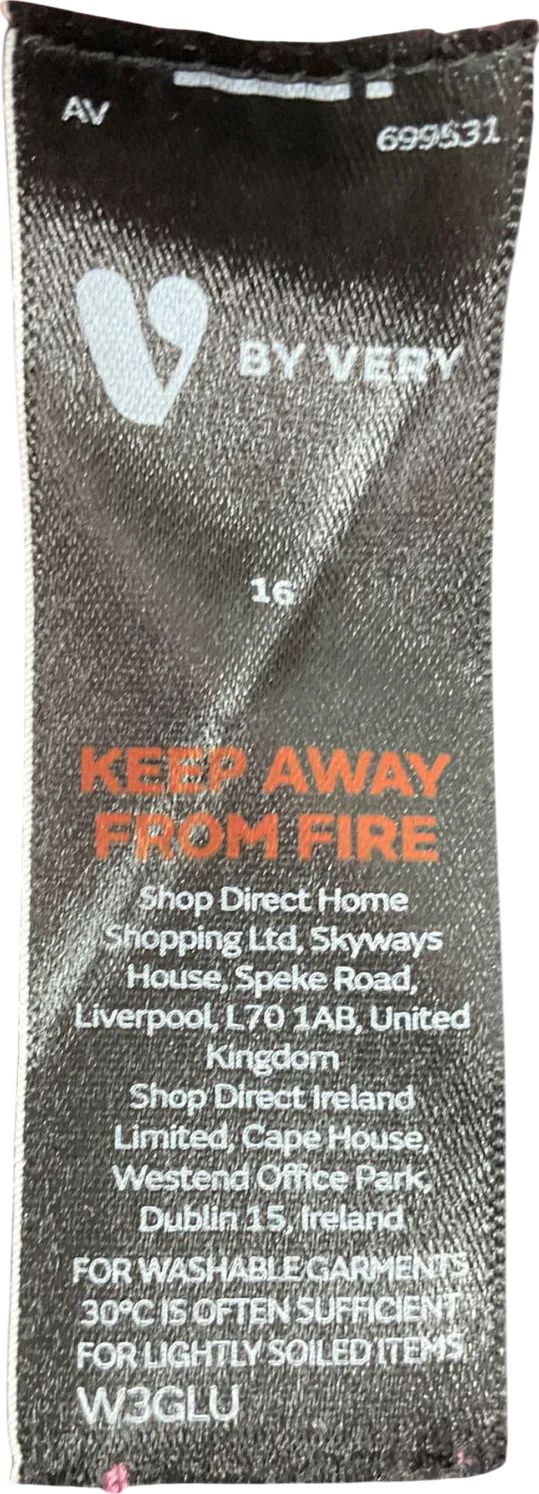 AV
699531
V BY VERY
16
KEEP AWAY
FROM FIRE
Shop Direct Home
Shopping Ltd, Skyways
House, Speke Road,
Liverpool, L70 1AB, United
Kingdom
Shop Direct Ireland
Limited, Cape House,
Westend Office Park,
Dublin 15, Ireland
FOR WASHABLE GARMENTS
30°C IS OFTEN SUFFICIENT
FOR LIGHTLY SOILED ITEMS
W3GLU